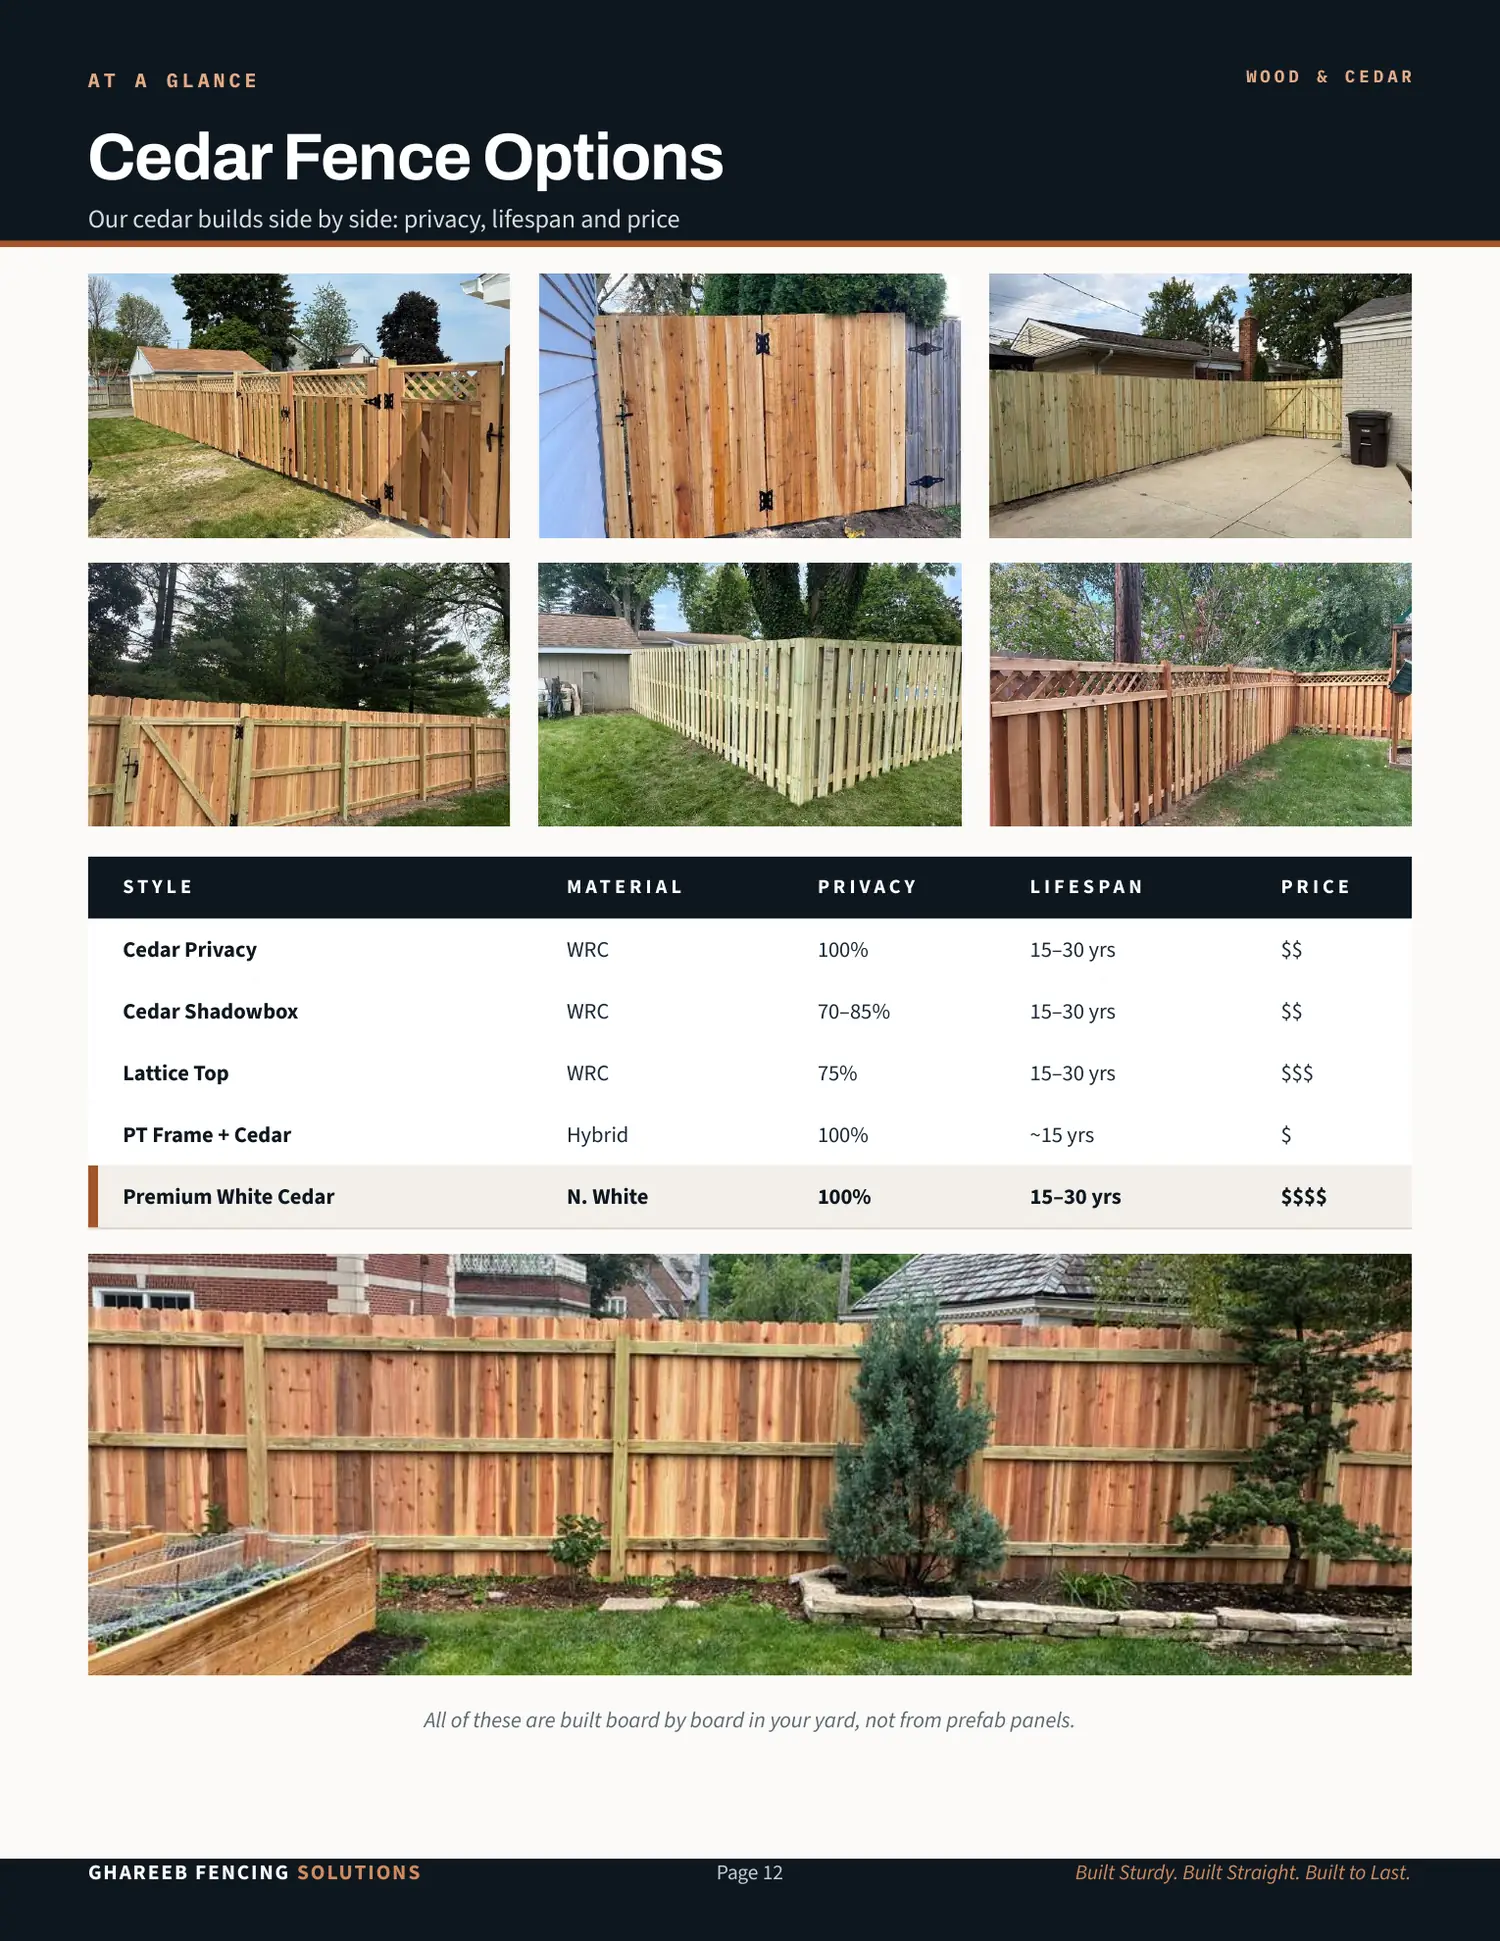 AT A GLANCE
WOOD & CEDAR
Cedar Fence Options
Our cedar builds side by side: privacy, lifespan and price
STYLE MATERIAL PRIVACY LIFESPAN PRICE
Cedar Privacy WRC 100% 15–30 yrs $$
Cedar Shadowbox WRC 70–85% 15–30 yrs $$
Lattice Top WRC 75% 15–30 yrs $$$
PT Frame + Cedar Hybrid 100% ~15 yrs $
Premium White Cedar N. White 100% 15–30 yrs $$$$
All of these are built board by board in your yard, not from prefab panels.
GHAREEB FENCING SOLUTIONS Page 12 Built Sturdy. Built Straight. Built to Last.